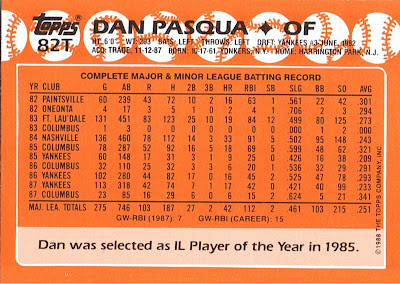 Topps
82T
DAN PASQUA ♦ OF
HT: 6'0" WT: 203 BATS: LEFT THROWS: LEFT DRFT: YANKEES #3-JUNE, 1982
ACQ: TRADE, 11-12-87 BORN: 10-17-61, YONKERS, N.Y. HOME: HARRINGTON PARK, N.J.
COMPLETE MAJOR & MINOR LEAGUE BATTING RECORD
YR CLUB G AB R H 2B 3B HR RBI SB SLG BB SO AVG
82 PAINTSVILLE 60 239 43 72 10 2 16 63 1 .561 22 42 .301
82 ONEONTA 4 17 3 5 1 0 2 4 1 .706 2 3 .294
83 FT. LAU'DALE 131 451 83 123 25 10 19 84 12 .499 80 125 .273
83 COLUMBUS 1 3 0 0 0 0 0 0 0 .000 0 2 .000
84 NASHVILLE 136 460 78 112 14 3 33 91 5 .502 95 148 .243
85 COLUMBUS 78 287 52 92 16 5 18 69 5 .599 48 62 .321
85 YANKEES 60 148 17 31 3 1 9 25 0 .426 16 38 .209
86 COLUMBUS 32 110 25 32 3 3 6 20 1 .536 32 29 .291
86 YANKEES 102 280 44 82 17 0 16 45 2 .525 47 78 .293
87 YANKEES 113 318 42 74 7 1 17 42 0 .421 40 99 .233
87 COLUMBUS 23 85 16 29 6 0 6 15 2 .624 5 21 .341
MAJ. LEA. TOTALS 275 746 103 187 27 2 42 112 2 .461 103 215 .251
GW-RBI (1987): 7 GW-RBI (CAREER): 15
©1988 THE TOPPS COMPANY, INC.
Dan was selected as IL Player of the Year in 1985.